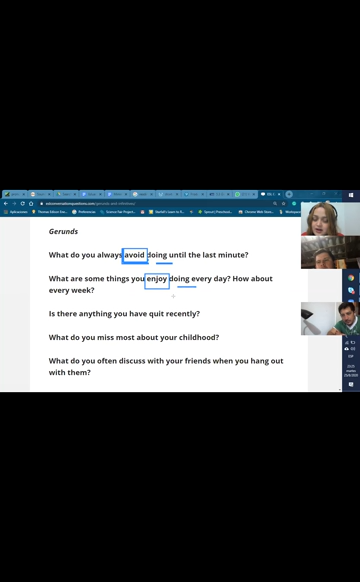 Gerunds
What do you always avoid doing until the last minute?
What are some things you enjoy doing every day? How about
every week?
Is there anything you have quit recently?
What do you miss most about your childhood?
What do you often discuss with your friends when you hang out
with them?